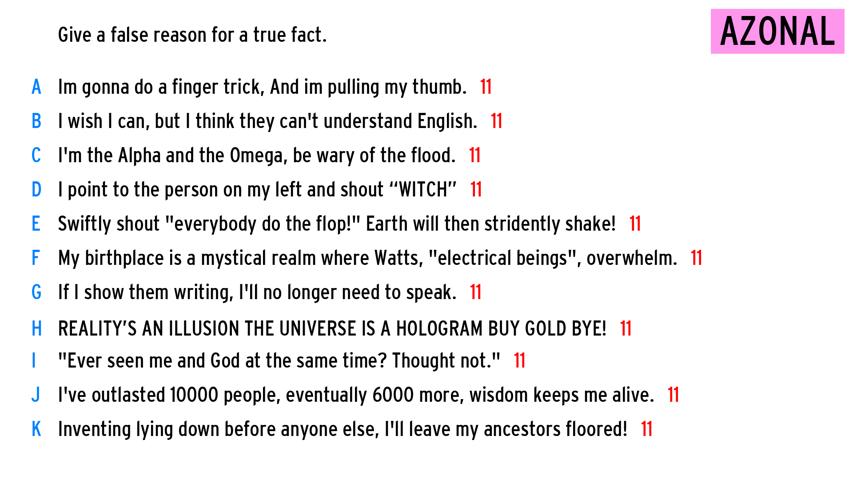 Give a false reason for a true fact.
AZONAL
A Im gonna do a finger trick, And im pulling my thumb. 11
B I wish I can, but I think they can't understand English. 11
C I'm the Alpha and the Omega, be wary of the flood. 11
D I point to the person on my left and shout “WITCH” 11
E Swiftly shout "everybody do the flop!" Earth will then stridently shake! 11
F My birthplace is a mystical realm where Watts, "electrical beings", overwhelm. 11
G If I show them writing, I'll no longer need to speak. 11
H REALITY’S AN ILLUSION THE UNIVERSE IS A HOLOGRAM BUY GOLD BYE! 11
I "Ever seen me and God at the same time? Thought not." 11
J I've outlasted 10000 people, eventually 6000 more, wisdom keeps me alive. 11
K Inventing lying down before anyone else, I'll leave my ancestors floored! 11